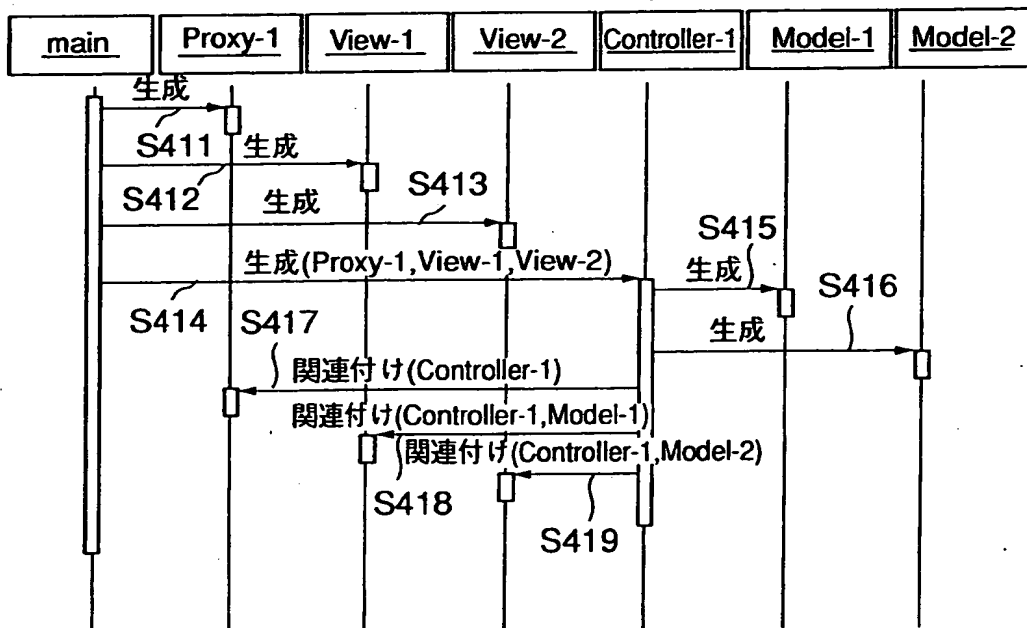 main
Proxy-1
View-1
View-2
Controller-1
Model-1
Model-2
生成
S411
生成
S412
生成
S413
生成(Proxy-1,View-1,View-2)
S414
生成
S415
生成
S416
S417
関連付け(Controller-1)
関連付け(Controller-1,Model-1)
S418
関連付け(Controller-1,Model-2)
S419